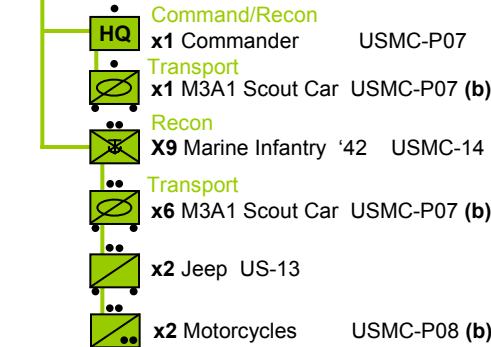 Command/Recon
HQ x1 Commander USMC-P07
Transport
x1 M3A1 Scout Car USMC-P07 (b)
Recon
X9 Marine Infantry ‘42 USMC-14
Transport
x6 M3A1 Scout Car USMC-P07 (b)
x2 Jeep US-13
x2 Motorcycles USMC-P08 (b)